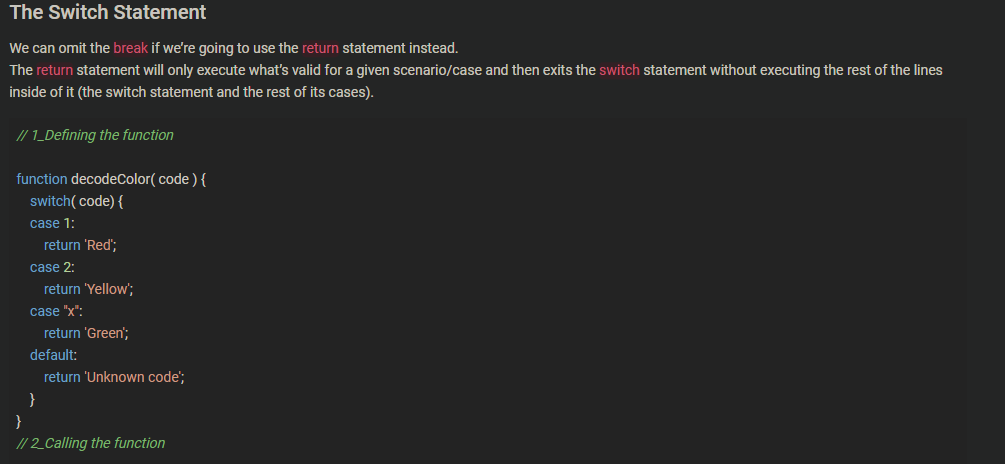 The Switch Statement
We can omit the break if we’re going to use the return statement instead.
The return statement will only execute what’s valid for a given scenario/case and then exits the switch statement without executing the rest of the lines
inside of it (the switch statement and the rest of its cases).
// 1_Defining the function
function decodeColor( code ) {
switch( code) {
case 1:
return 'Red';
case 2:
return 'Yellow';
case "x":
return 'Green';
default:
return 'Unknown code';
}
}
// 2_Calling the function